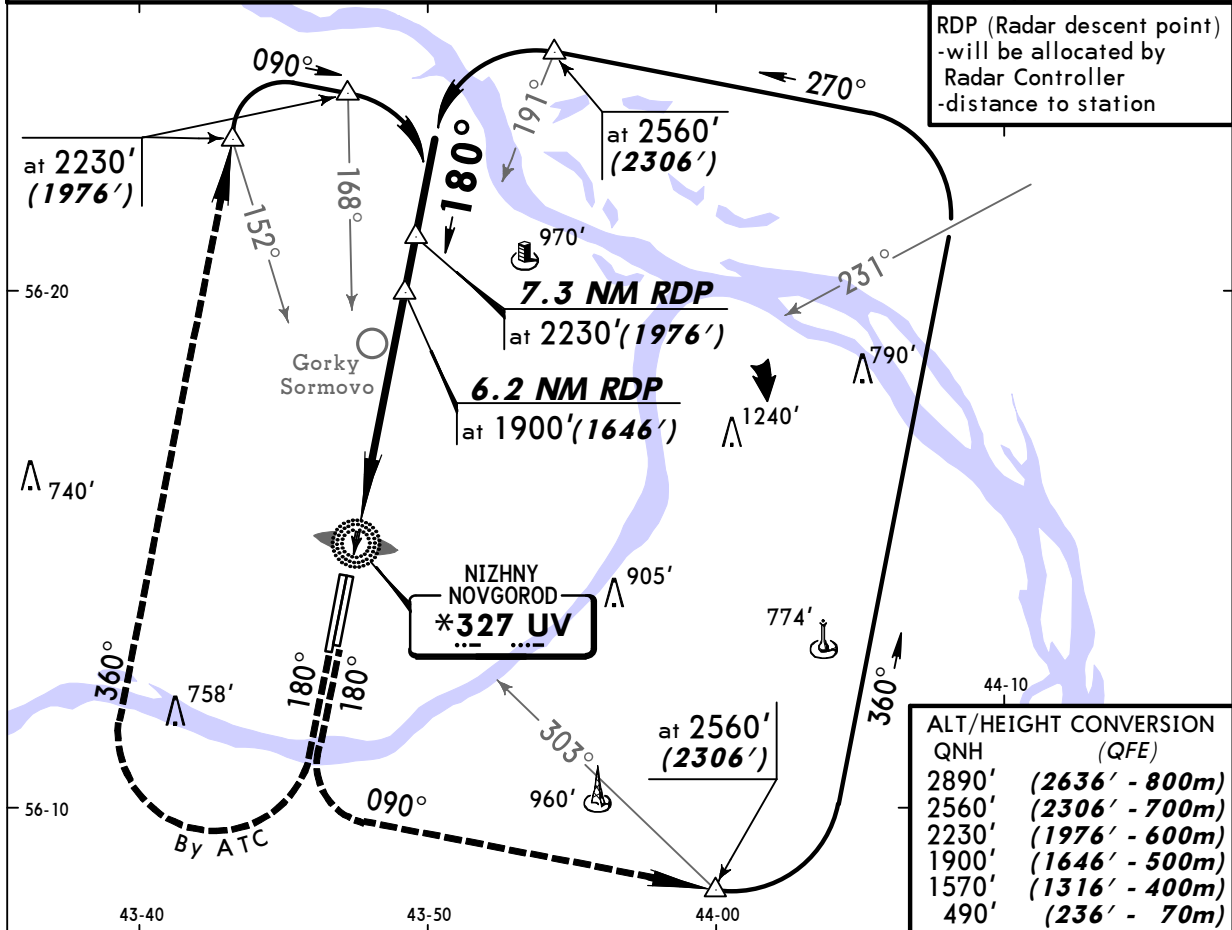 RDP (Radar descent point)
-will be allocated by
Radar Controller
-distance to station
090°
270°
191°
at 2560'
(2306')
at 2230'
(1976')
180°
168°
152°
970'
231°
56-20
7.3 NM RDP
at 2230'(1976')
Gorky
Sormovo
790'
6.2 NM RDP
at 1900'(1646')
1240'
740'
NIZHNY
NOVGOROD
*327 UV
905'
774'
360°
758'
180°
180°
360°
44-10
303°
at 2560'
(2306')
56-10
960'
090°
By ATC
43-40
43-50
44-00
ALT/HEIGHT CONVERSION
QNH (QFE)
2890' (2636' - 800m)
2560' (2306' - 700m)
2230' (1976' - 600m)
1900' (1646' - 500m)
1570' (1316' - 400m)
490' (236' - 70m)